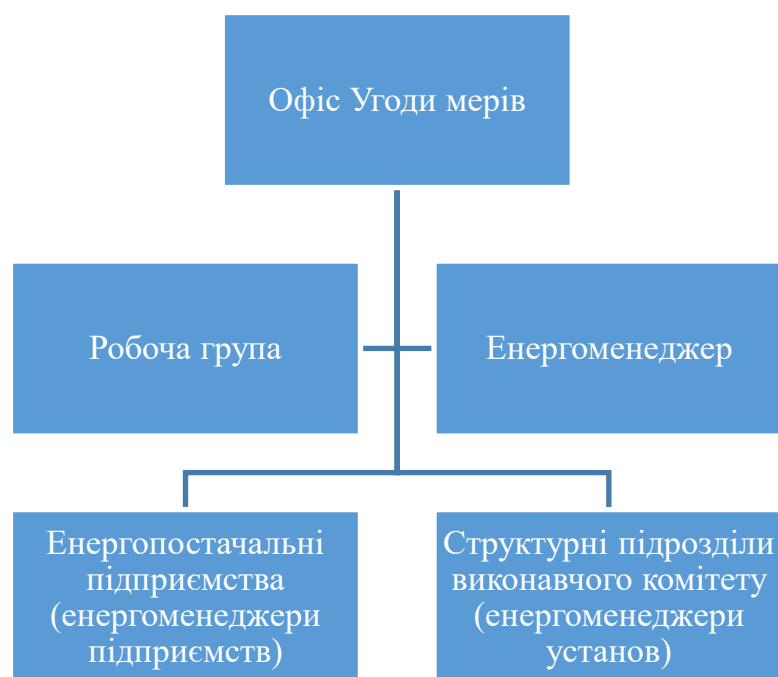 Офіс Угоди мерів
Робоча група
Енергоменеджер
Енергопостачальні
підприємства
(енергоменеджери
підприємств)
Структурні підрозділи
виконавчого комітету
(енергоменеджери
установ)